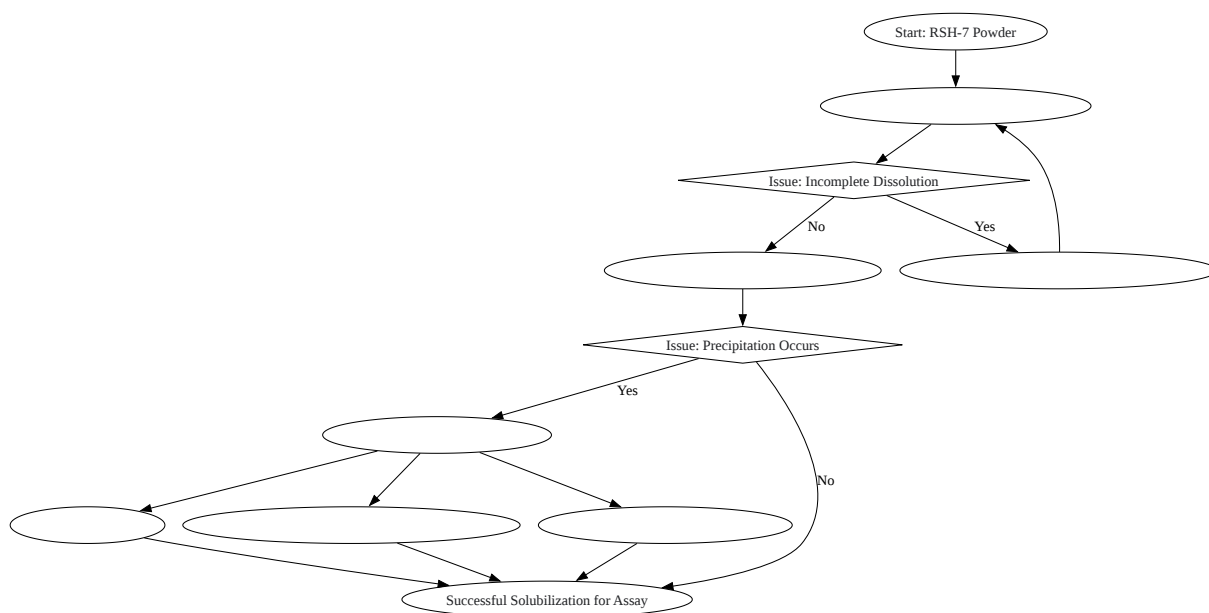 Start: RSH-7 Powder
Issue: Incomplete Dissolution
No
Yes
Issue: Precipitation Occurs
Yes
No
Successful Solubilization for Assay